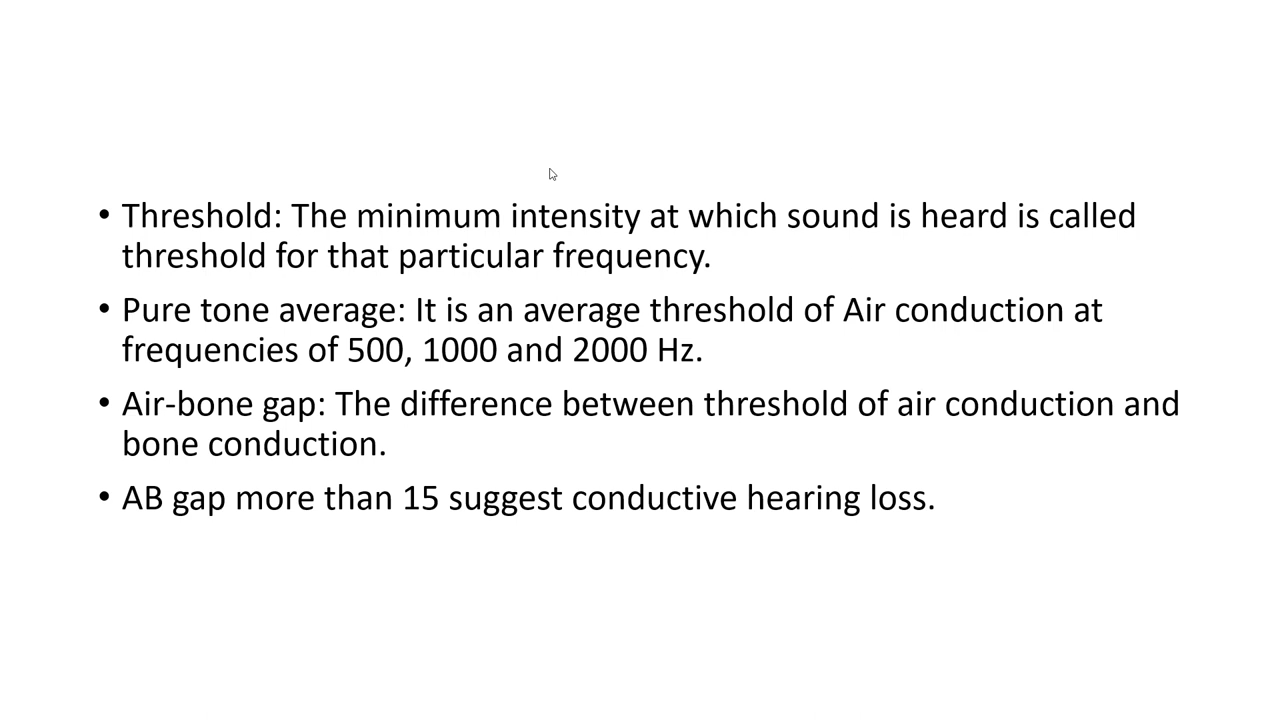 • Threshold: The minimum intensity at which sound is heard is called
threshold for that particular frequency.
• Pure tone average: It is an average threshold of Air conduction at
frequencies of 500, 1000 and 2000 Hz.
• Air-bone gap: The difference between threshold of air conduction and
bone conduction.
• AB gap more than 15 suggest conductive hearing loss.